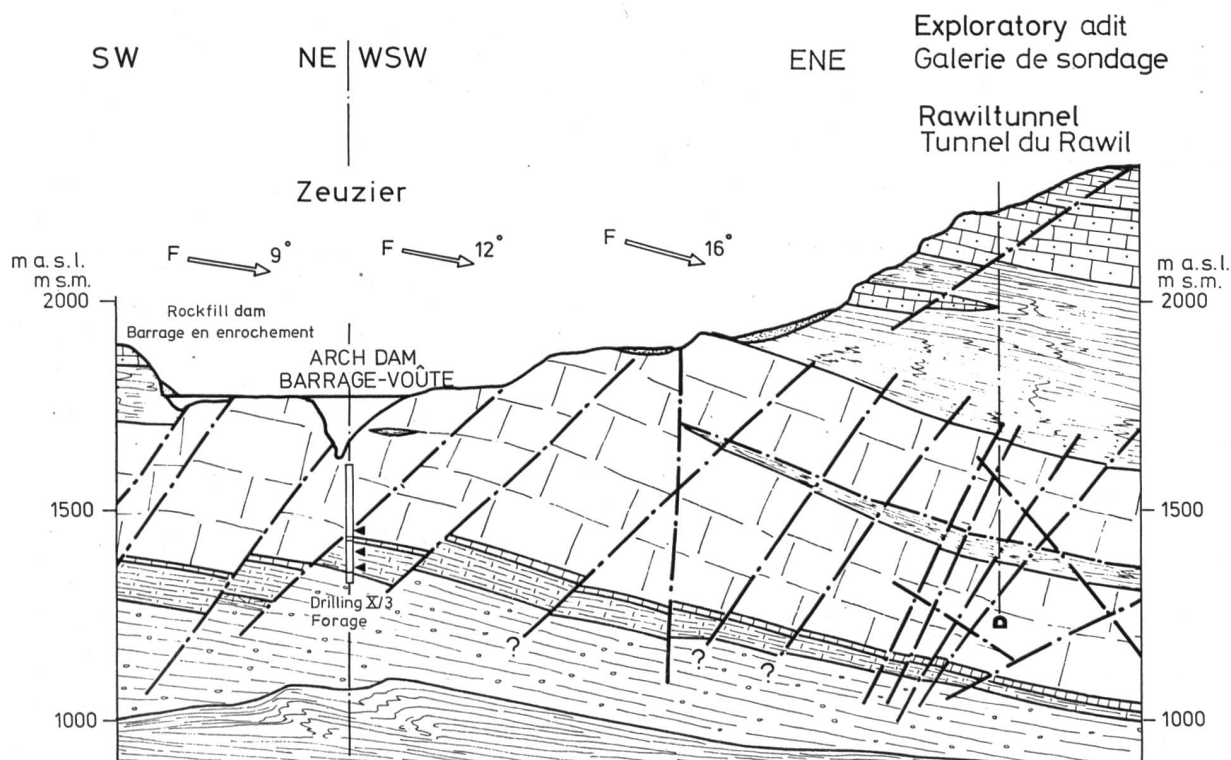 Exploratory adit
Galerie de sondage
SW
NE
WSW
ENE
Rawiltunnel
Tunnel du Rawil
Zeuzier
F
9°
F
12°
F
16°
m a.s.l.
m s.m.
m a.s.l.
m s.m.
2000
2000
Rockfill dam
Barrage en enrochement
ARCH DAM
BARRAGE-VOÛTE
1500
1500
Drilling X/3
Forage
?
?
?
1000
1000